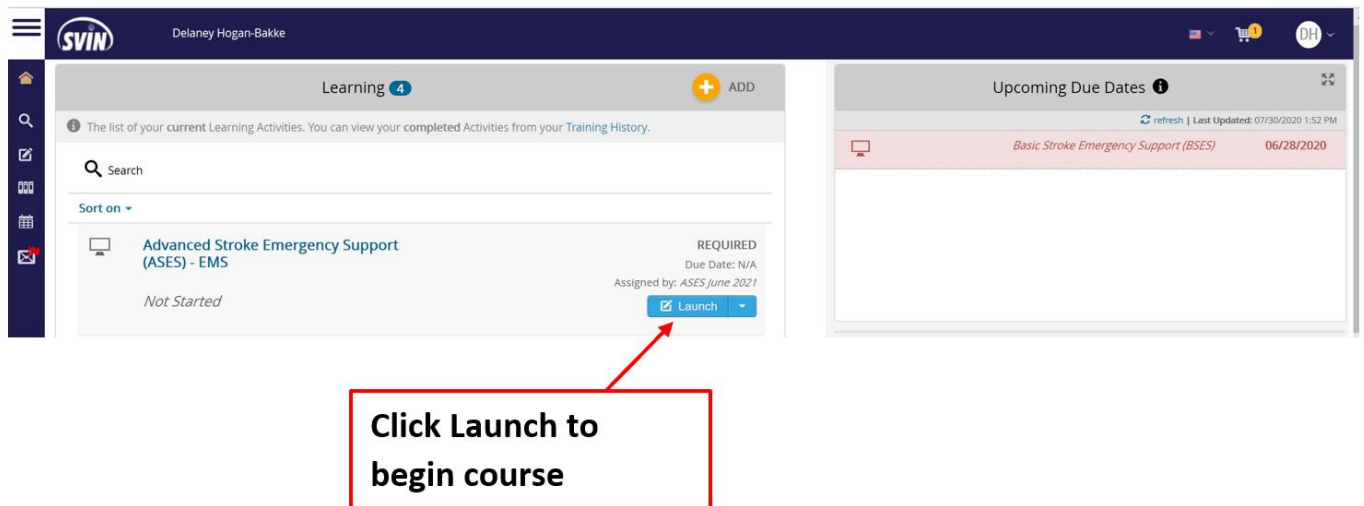 SVIN
Delaney Hogan-Bakke
1
DH
Learning 4
ADD
The list of your current Learning Activities. You can view your completed Activities from your Training History.
Search
Sort on
Advanced Stroke Emergency Support
(ASES) - EMS
Not Started
REQUIRED
Due Date: N/A
Assigned by: ASES June 2021
Launch
Upcoming Due Dates
refresh | Last Updated: 07/30/2020 1:52 PM
Basic Stroke Emergency Support (BSES) 06/28/2020
Click Launch to
begin course